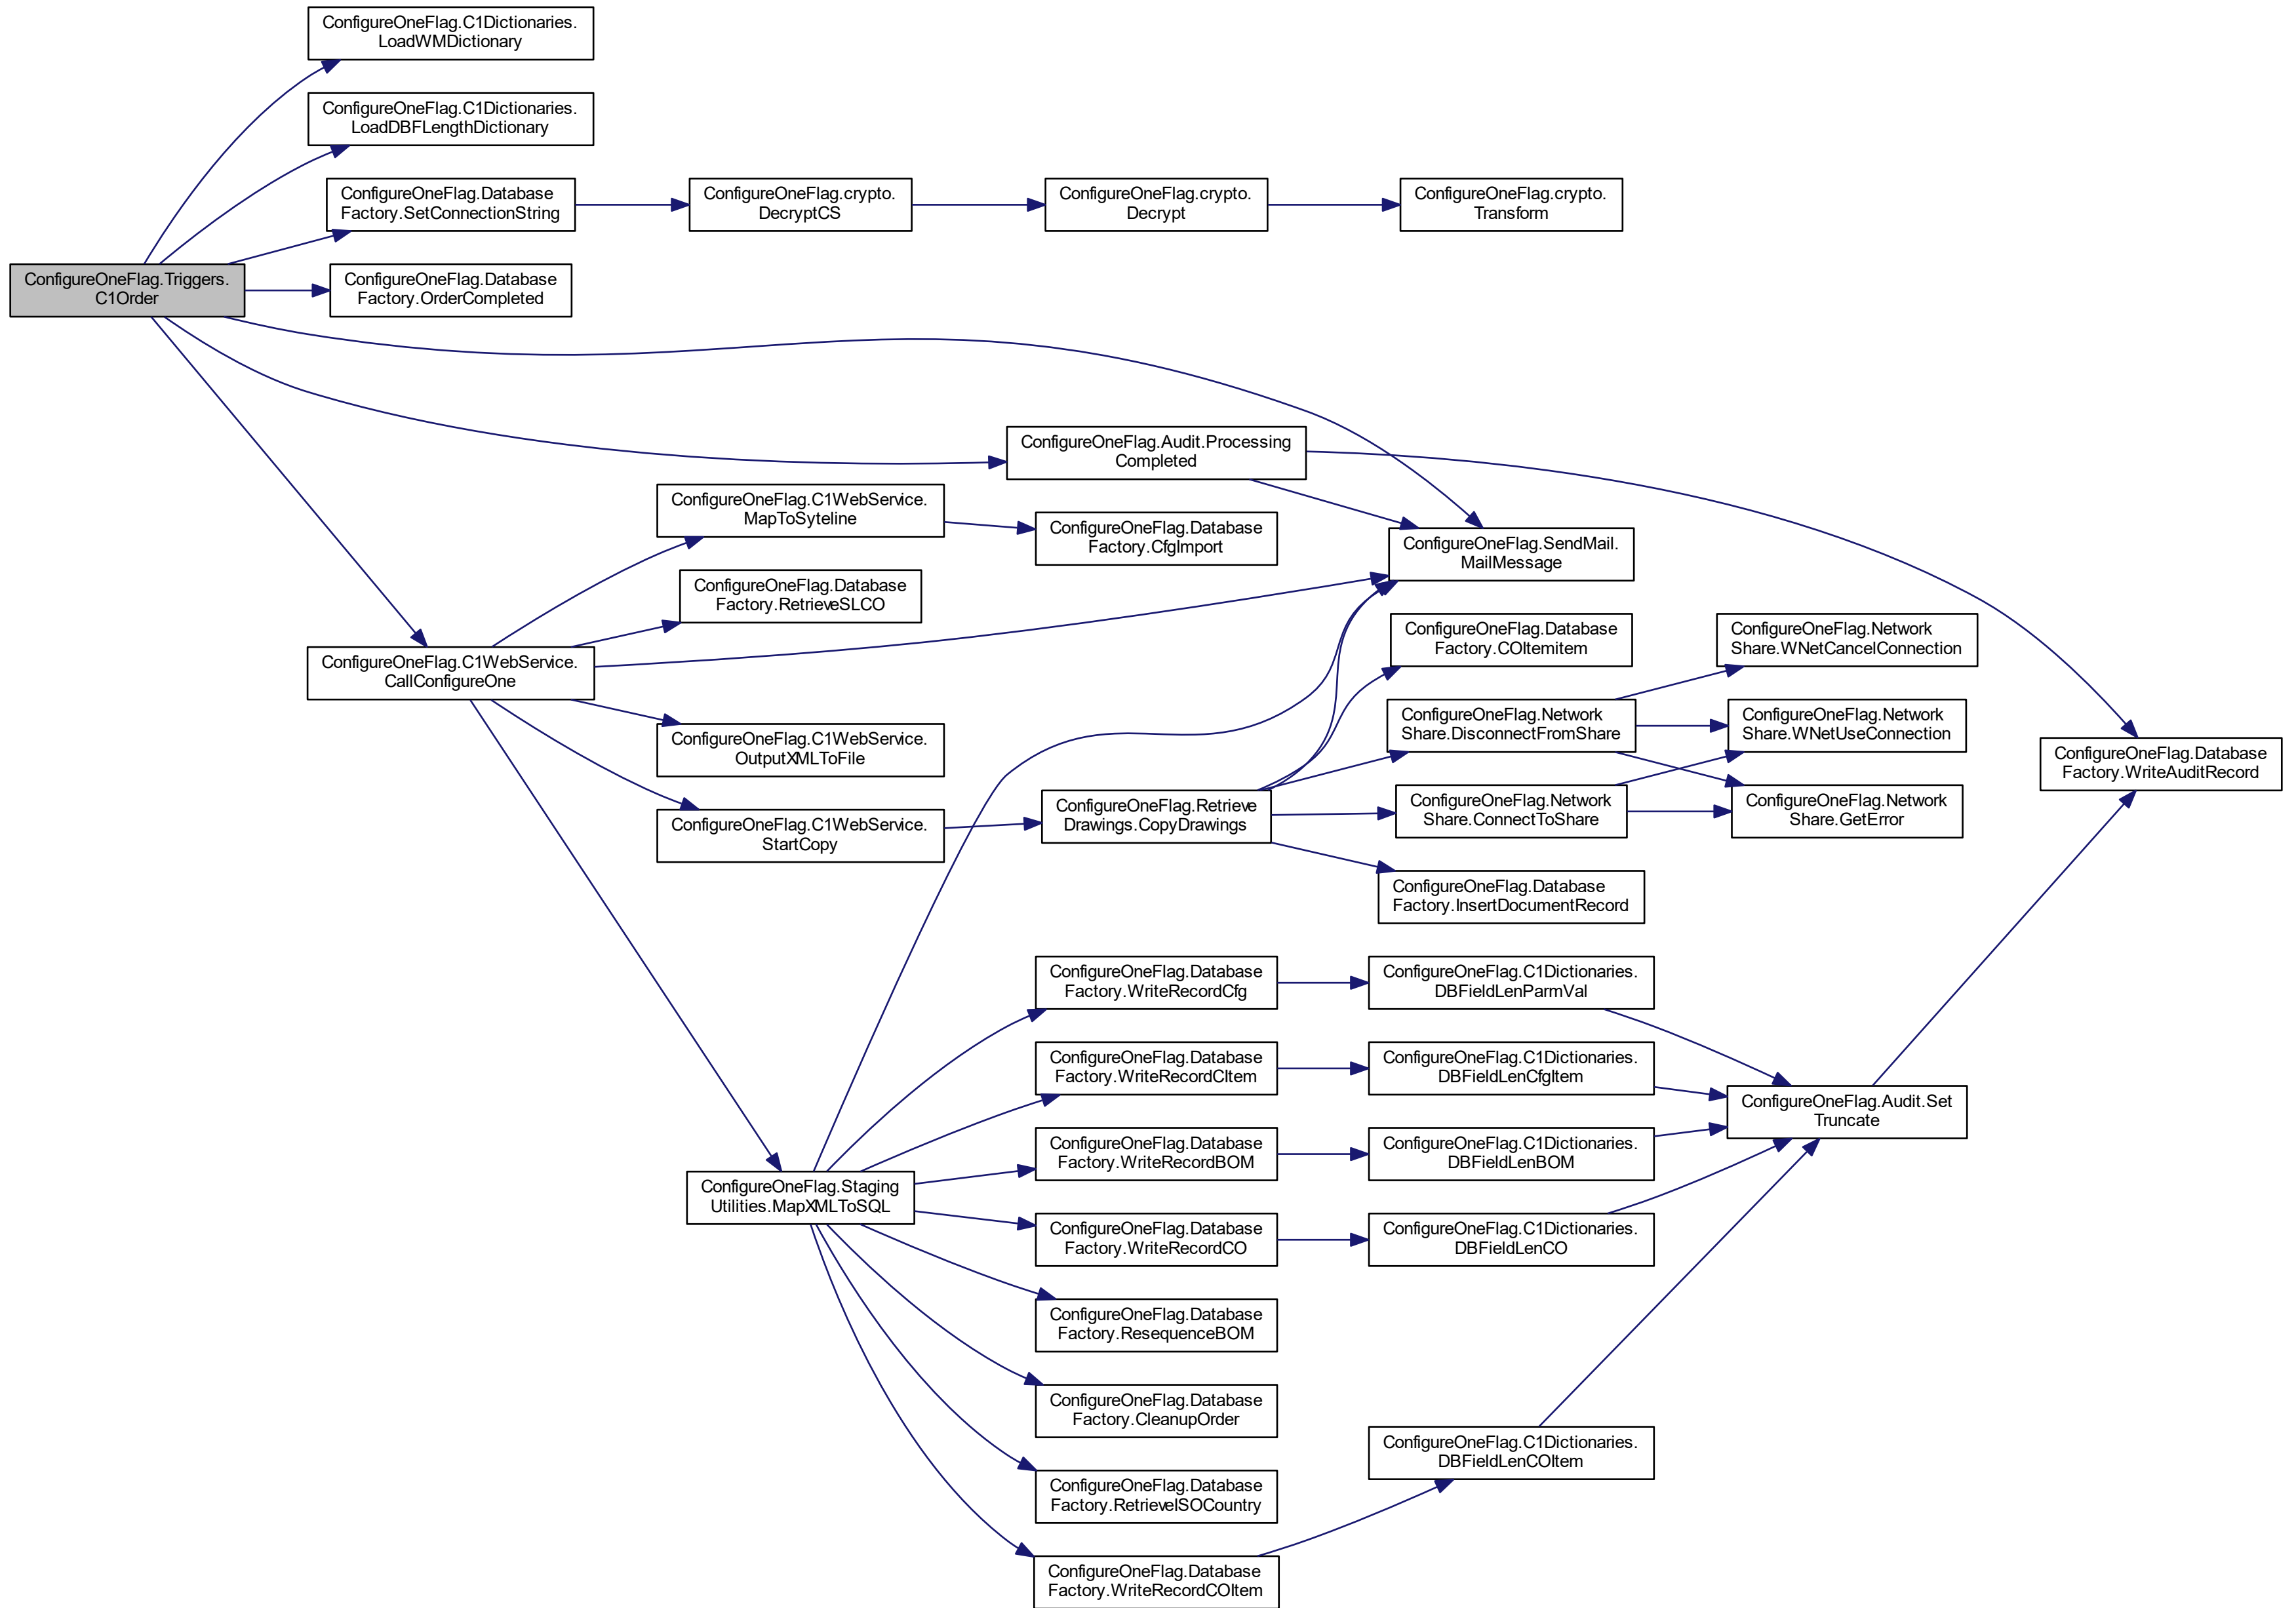 ConfigureOneFlag.C1Dictionaries.
LoadWMDictionary
ConfigureOneFlag.C1Dictionaries.
LoadDBFLengthDictionary
ConfigureOneFlag.Database
Factory.SetConnectionString
ConfigureOneFlag.crypto.
DecryptCS
ConfigureOneFlag.crypto.
Decrypt
ConfigureOneFlag.crypto.
Transform
ConfigureOneFlag.Triggers.
C1Order
ConfigureOneFlag.Database
Factory.OrderCompleted
ConfigureOneFlag.Audit.Processing
Completed
ConfigureOneFlag.C1WebService.
MapToSyteline
ConfigureOneFlag.Database
Factory.CfgImport
ConfigureOneFlag.SendMail.
MailMessage
ConfigureOneFlag.Database
Factory.RetrieveSLCO
ConfigureOneFlag.Database
Factory.COItemitem
ConfigureOneFlag.Network
Share.WNetCancelConnection
ConfigureOneFlag.C1WebService.
CallConfigureOne
ConfigureOneFlag.C1WebService.
OutputXMLToFile
ConfigureOneFlag.Network
Share.DisconnectFromShare
ConfigureOneFlag.Network
Share.WNetUseConnection
ConfigureOneFlag.Database
Factory.WriteAuditRecord
ConfigureOneFlag.C1WebService.
StartCopy
ConfigureOneFlag.Retrieve
Drawings.CopyDrawings
ConfigureOneFlag.Network
Share.ConnectToShare
ConfigureOneFlag.Network
Share.GetError
ConfigureOneFlag.Database
Factory.InsertDocumentRecord
ConfigureOneFlag.Database
Factory.WriteRecordCfg
ConfigureOneFlag.C1Dictionaries.
DBFieldLenParmVal
ConfigureOneFlag.Database
Factory.WriteRecordCItem
ConfigureOneFlag.C1Dictionaries.
DBFieldLenCfgItem
ConfigureOneFlag.Audit.Set
Truncate
ConfigureOneFlag.Database
Factory.WriteRecordBOM
ConfigureOneFlag.C1Dictionaries.
DBFieldLenBOM
ConfigureOneFlag.Staging
Utilities.MapXMLToSQL
ConfigureOneFlag.Database
Factory.WriteRecordCO
ConfigureOneFlag.C1Dictionaries.
DBFieldLenCO
ConfigureOneFlag.Database
Factory.ResequenceBOM
ConfigureOneFlag.Database
Factory.CleanupOrder
ConfigureOneFlag.C1Dictionaries.
DBFieldLenCOItem
ConfigureOneFlag.Database
Factory.RetrieveISOCountry
ConfigureOneFlag.Database
Factory.WriteRecordCOItem